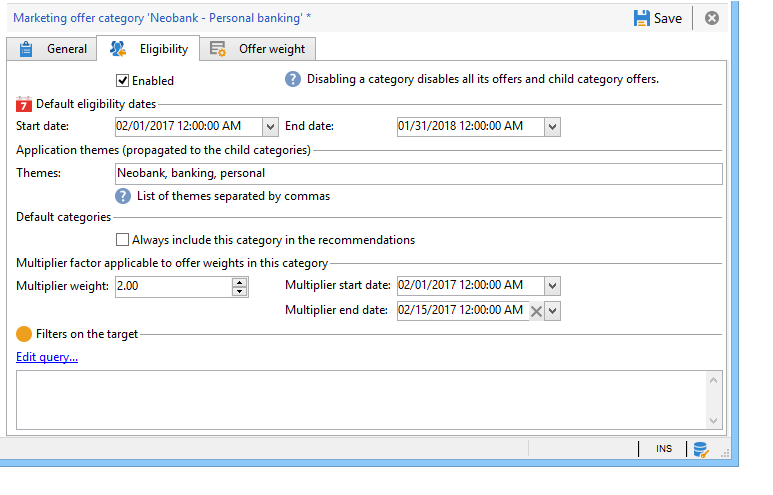 Marketing offer category 'Neobank - Personal banking' *
Save
General
Eligibility
Offer weight
Enabled
? Disabling a category disables all its offers and child category offers.
7 Default eligibility dates
Start date: 02/01/2017 12:00:00 AM End date: 01/31/2018 12:00:00 AM
Application themes (propagated to the child categories)
Themes: Neobank, banking, personal
? List of themes separated by commas
Default categories
Always include this category in the recommendations
Multiplier factor applicable to offer weights in this category
Multiplier weight: 2.00 Multiplier start date: 02/01/2017 12:00:00 AM
Multiplier end date: 02/15/2017 12:00:00 AM
Filters on the target
Edit query...
INS